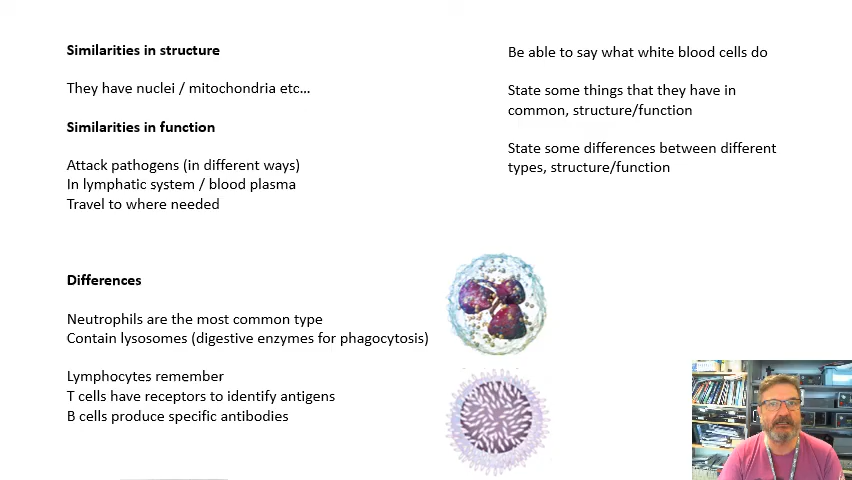 Similarities in structure
They have nuclei / mitochondria etc…
Similarities in function
Attack pathogens (in different ways)
In lymphatic system / blood plasma
Travel to where needed
Differences
Neutrophils are the most common type
Contain lysosomes (digestive enzymes for phagocytosis)
Lymphocytes remember
T cells have receptors to identify antigens
B cells produce specific antibodies
Be able to say what white blood cells do
State some things that they have in
common, structure/function
State some differences between different
types, structure/function